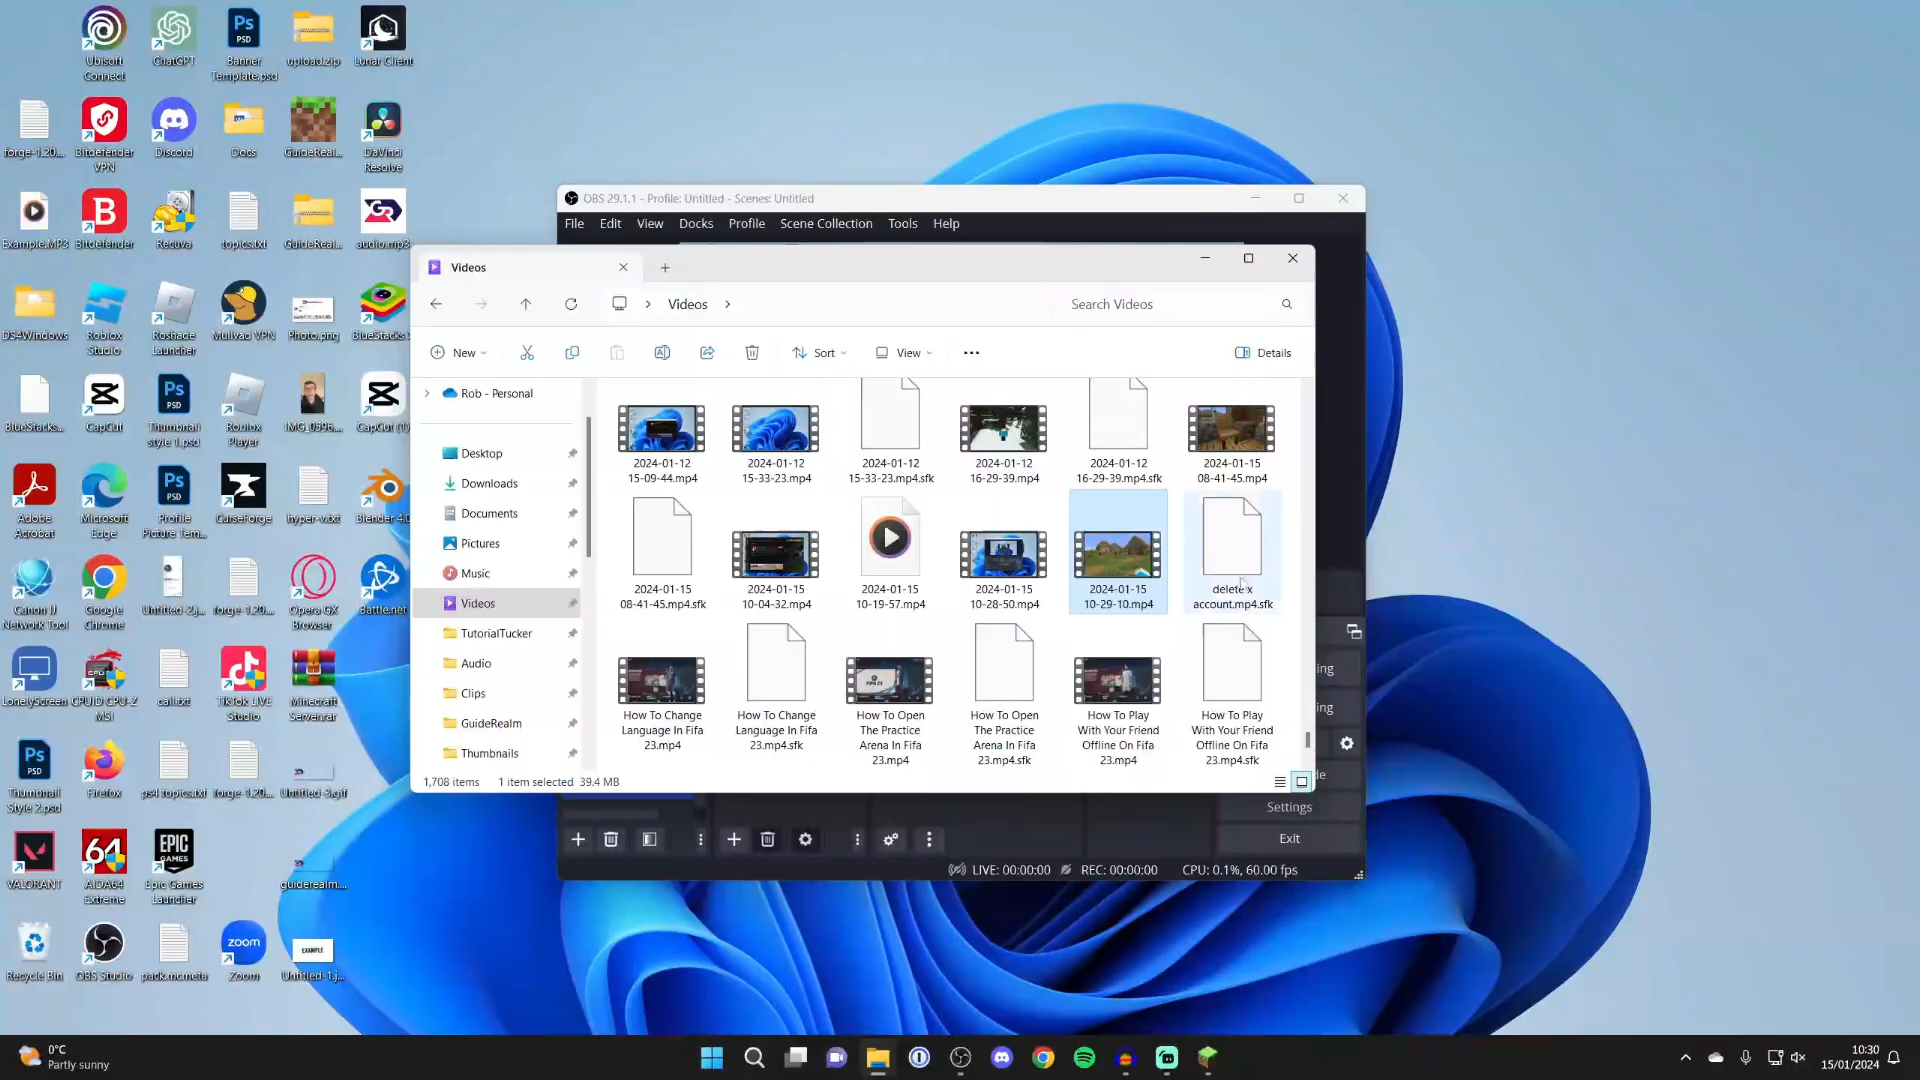 Ubisoft Connect
ChatGPT
Banner Template.psd
upload.zip
Lunar Client
forge-1.20...
Bitdefender VPN
Discord
Docs
GuideReal...
DaVinci Resolve
Example.MP3
Bitdefender
Recuva
topics.txt
GuideReal...
audio.mp3
DS4Windows
Roblox Studio
Roshade Launcher
Mullvad VPN
Photo.png
BlueStacks
BlueStacks...
CapCut
Thumbnail style 1.psd
Roblox Player
IMG_0596...
CapCut (1)
Adobe Acrobat
Microsoft Edge
Profile Picture Tem...
CurseForge
hyper-v.txt
Blender 4.0
Canon IJ Network Tool
Google Chrome
Untitled-2.j...
forge-1.20...
Opera GX Browser
Battle.net
LonelyScreen
CPUID CPU-Z MSI
call.txt
TikTok LIVE Studio
Minecraft Server.rar
Thumbnail Style 2.psd
Firefox
ps4 topics.txt
forge-1.20...
Untitled-3.gif
VALORANT
AIDA64 Extreme
Epic Games Launcher
guiderealm....
Recycle Bin
OBS Studio
pack.mcmeta
Zoom
Untitled-1.j...
OBS 29.1.1 - Profile: Untitled - Scenes: Untitled
File Edit View Docks Profile Scene Collection Tools Help
Videos
Videos
Search Videos
New
Sort
View
Details
Rob - Personal
Desktop
Downloads
Documents
Pictures
Music
Videos
TutorialTucker
Audio
Clips
GuideRealm
Thumbnails
2024-01-12 15-09-44.mp4
2024-01-12 15-33-23.mp4
2024-01-12 15-33-23.mp4.sfk
2024-01-12 16-29-39.mp4
2024-01-12 16-29-39.mp4.sfk
2024-01-15 08-41-45.mp4
2024-01-15 08-41-45.mp4.sfk
2024-01-15 10-04-32.mp4
2024-01-15 10-19-57.mp4
2024-01-15 10-28-50.mp4
2024-01-15 10-29-10.mp4
delete x account.mp4.sfk
How To Change Language In Fifa 23.mp4
How To Change Language In Fifa 23.mp4.sfk
How To Open The Practice Arena In Fifa 23.mp4
How To Open The Practice Arena In Fifa 23.mp4.sfk
How To Play With Your Friend Offline On Fifa 23.mp4
How To Play With Your Friend Offline On Fifa 23.mp4.sfk
1,708 items 1 item selected 39.4 MB
ing
ing
de
Settings
Exit
LIVE: 00:00:00 REC: 00:00:00 CPU: 0.1%, 60.00 fps
0°C
Partly sunny
10:30
15/01/2024